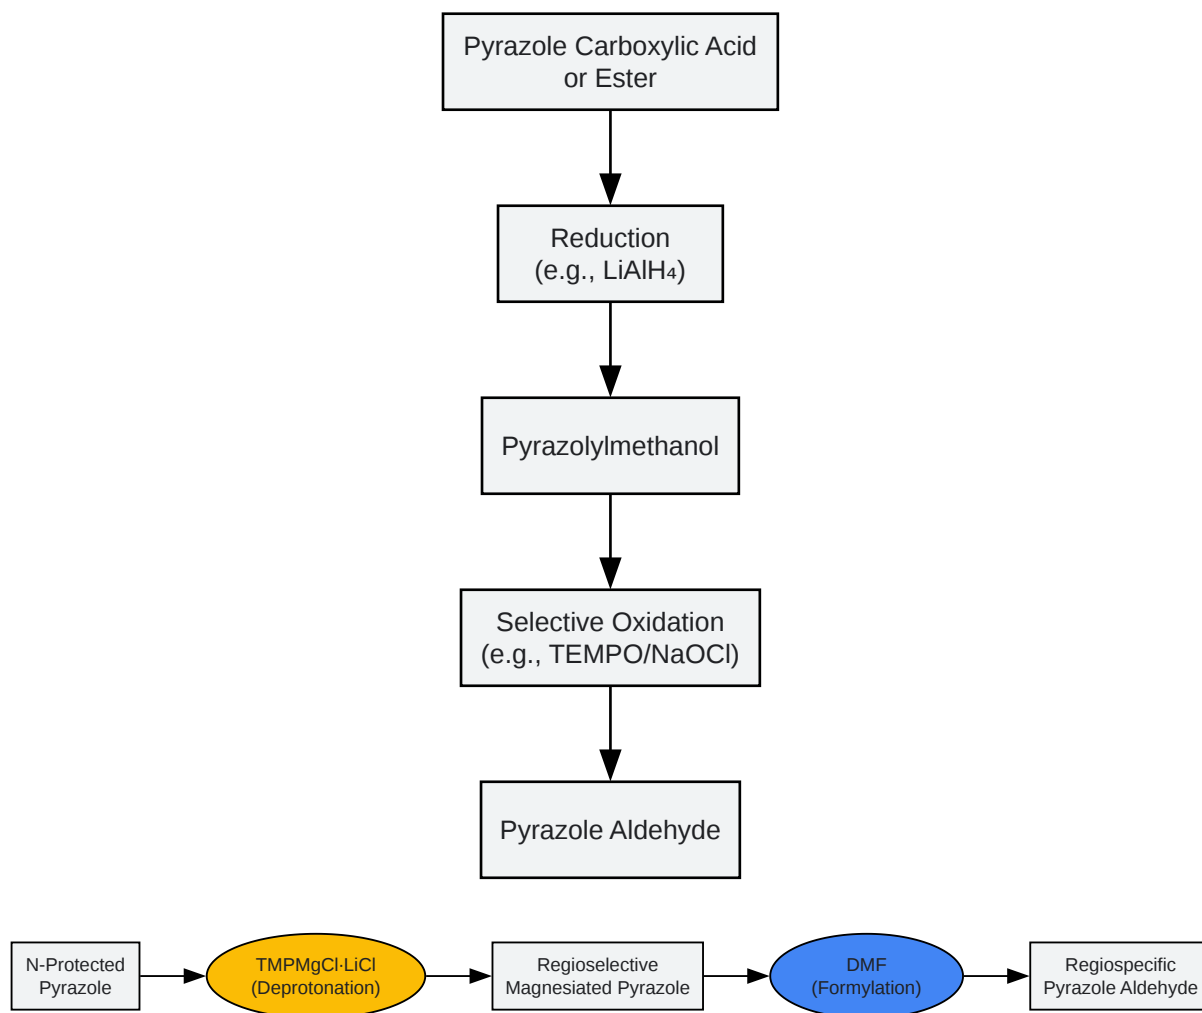 Pyrazole Carboxylic Acid
or Ester
Reduction
(e.g., LiAlH₄)
Pyrazolylmethanol
Selective Oxidation
(e.g., TEMPO/NaOCl)
Pyrazole Aldehyde
N-Protected
Pyrazole
TMPMgCl·LiCl
(Deprotonation)
Regioselective
Magnesiated Pyrazole
DMF
(Formylation)
Regiospecific
Pyrazole Aldehyde